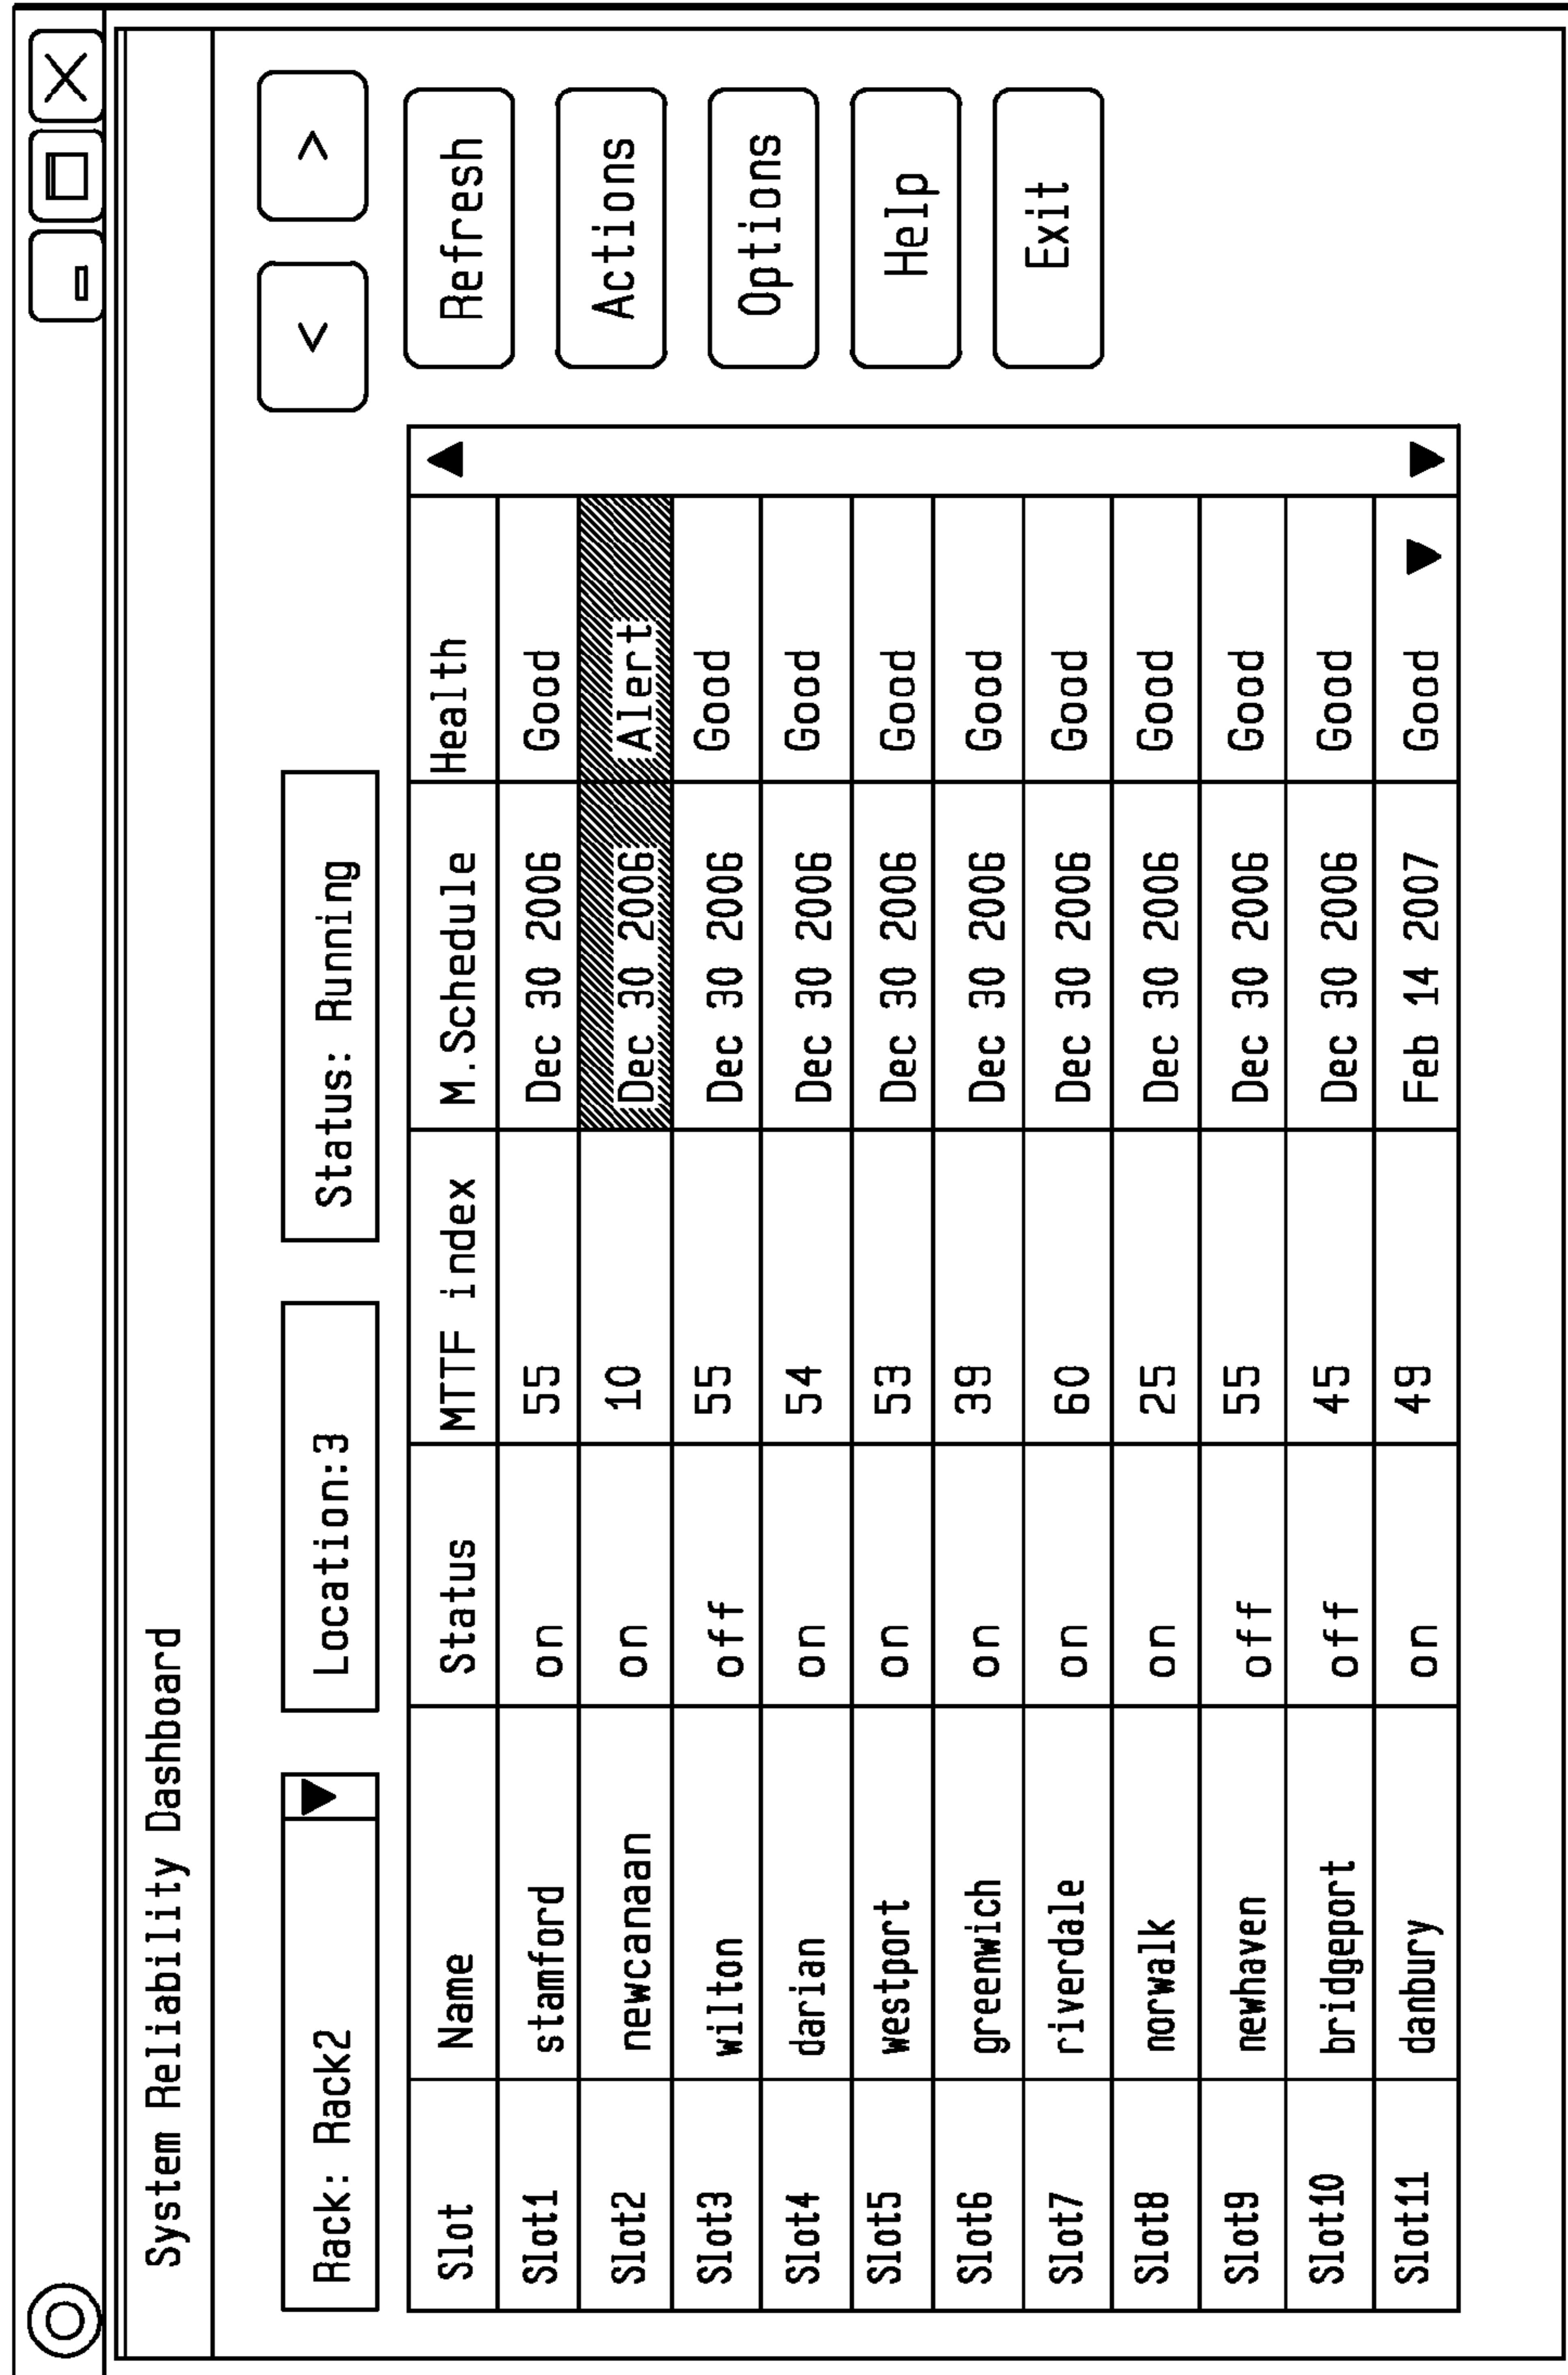 System Reliability Dashboard
Rack: Rack2 Location:3 Status: Running < >
Slot Name Status MTTF index M.Schedule Health
Slot1 stamford on 55 Dec 30 2006 Good
Slot2 newcanaan on 10 Dec 30 2006 Alert
Slot3 wilton off 55 Dec 30 2006 Good
Slot4 darian on 54 Dec 30 2006 Good
Slot5 westport on 53 Dec 30 2006 Good
Slot6 greenwich on 39 Dec 30 2006 Good
Slot7 riverdale on 60 Dec 30 2006 Good
Slot8 norwalk on 25 Dec 30 2006 Good
Slot9 newhaven off 55 Dec 30 2006 Good
Slot10 bridgeport off 45 Dec 30 2006 Good
Slot11 danbury on 49 Feb 14 2007 Good
Refresh
Actions
Options
Help
Exit